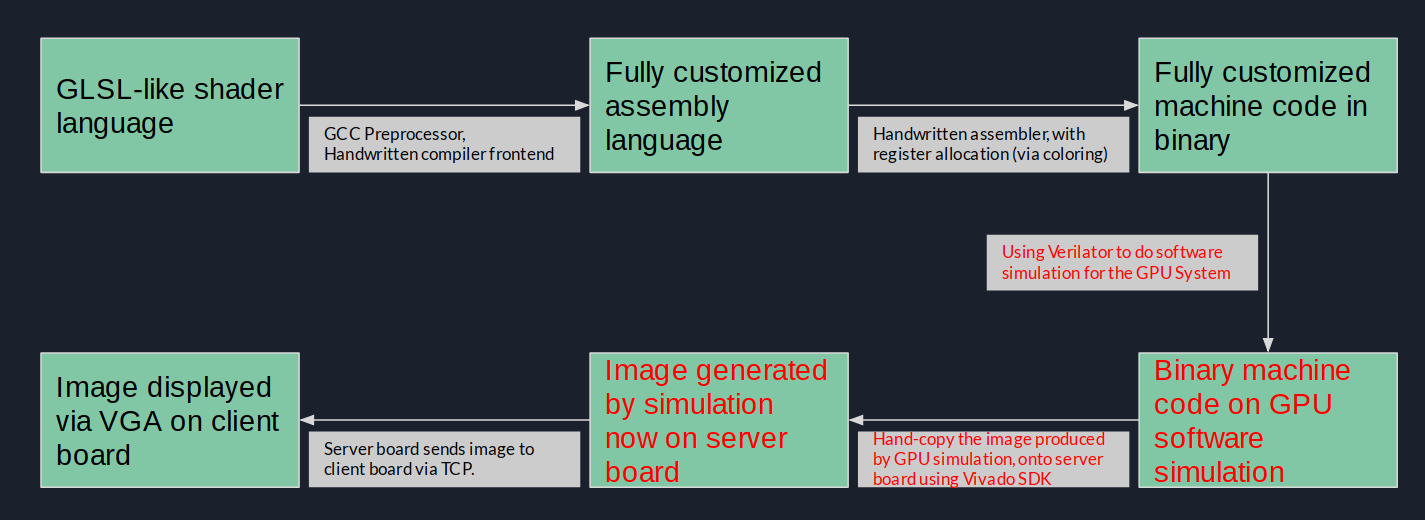 GLSL-like shader
language
GCC Preprocessor,
Handwritten compiler frontend
Fully customized
assembly
language
Handwritten assembler, with
register allocation (via coloring)
Fully customized
machine code in
binary
Using Verilator to do software
simulation for the GPU System
Binary machine
code on GPU
software
simulation
Hand-copy the image produced
by GPU simulation, onto server
board using Vivado SDK
Image generated
by simulation
now on server
board
Server board sends image to
client board via TCP.
Image displayed
via VGA on client
board